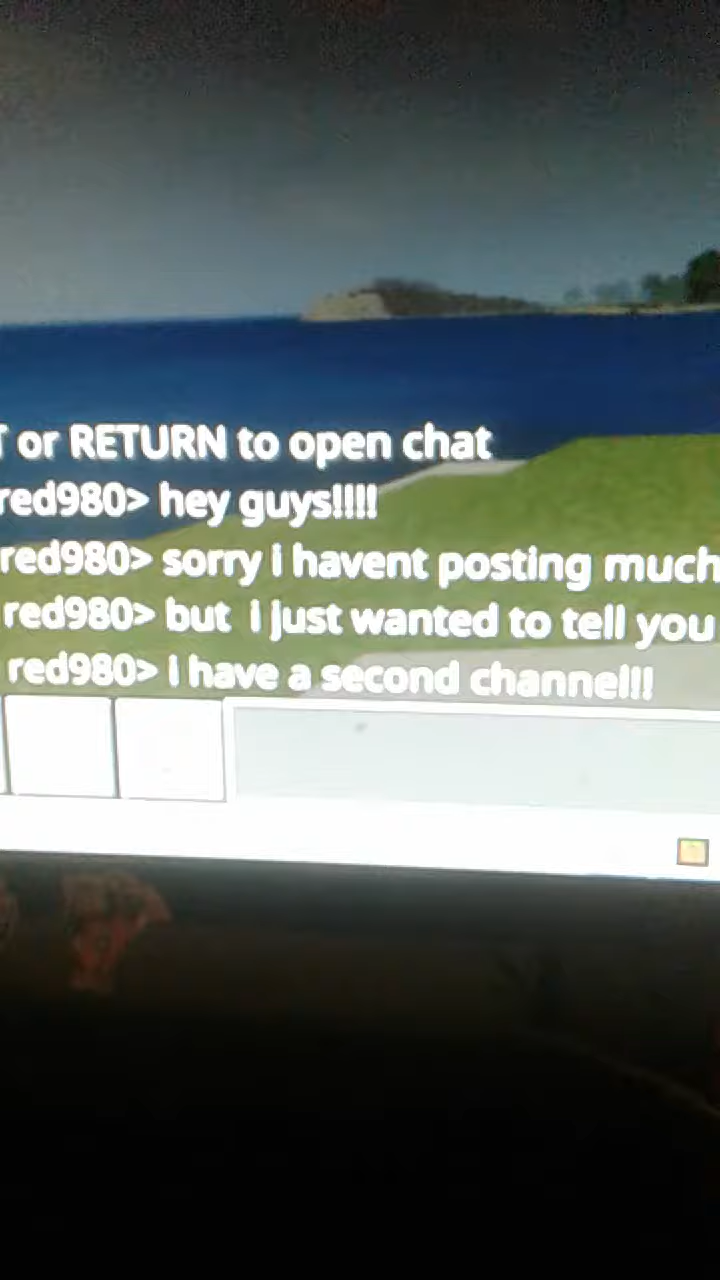 T or RETURN to open chat
red980> hey guys!!!!
red980> sorry i havent posting much
red980> but i just wanted to tell you
red980> i have a second channel!!